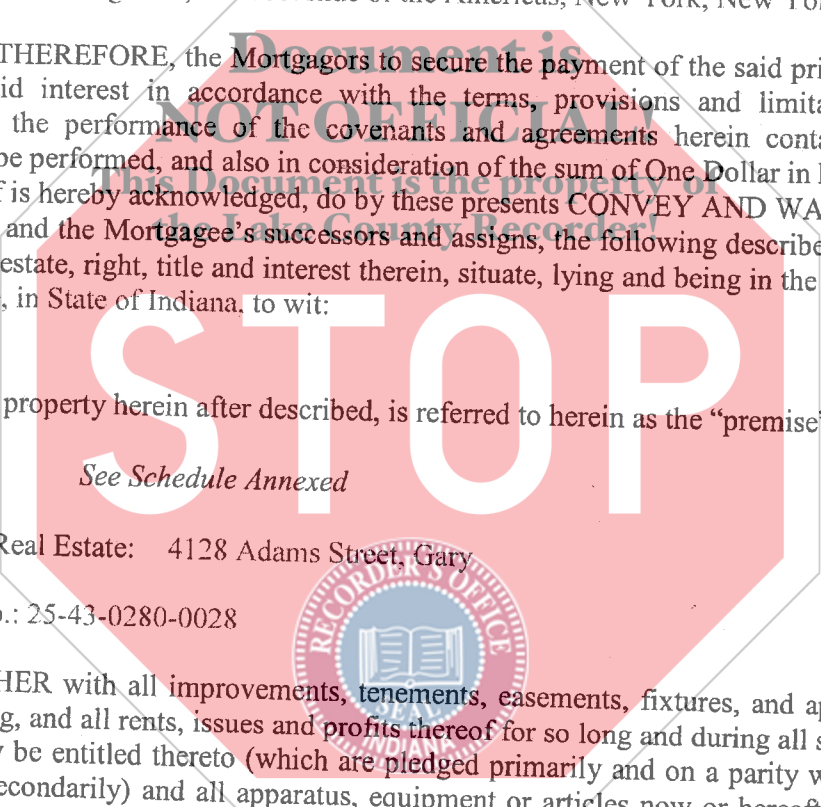 THEREFORE, the Mortgagors to secure the payment of the said pri
id interest in accordance with the terms, provisions and limita
the performance of the covenants and agreements herein conta
be performed, and also in consideration of the sum of One Dollar in
f is hereby acknowledged, do by these presents CONVEY AND WA
and the Mortgagee's successors and assigns, the following describe
estate, right, title and interest therein, situate, lying and being in the
, in State of Indiana, to wit:
property herein after described, is referred to herein as the “premise”
See Schedule Annexed
Real Estate: 4128 Adams Street, Gary
o.: 25-43-0280-0028
HER with all improvements, tenements, easements, fixtures, and ap
g, and all rents, issues and profits thereof for so long and during all s
y be entitled thereto (which are pledged primarily and on a parity w
econdarily) and all apparatus, equipment or articles now or hereaf
Document is
NOT OFFICIAL!
This Document is the property of
the Lake County Recorder!
STOP
RECORDER'S OFFICE
SEAL
INDIANA